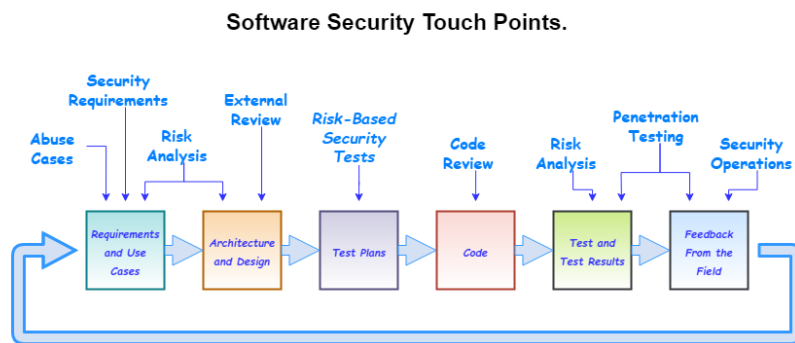 Software Security Touch Points.
Security
Requirements
External
Review
Risk-Based
Security
Tests
Penetration
Testing
Abuse
Cases
Risk
Analysis
Code
Review
Risk
Analysis
Security
Operations
Requirements
and Use
Cases
Architecture
and Design
Test Plans
Code
Test and
Test Results
Feedback
From the
Field